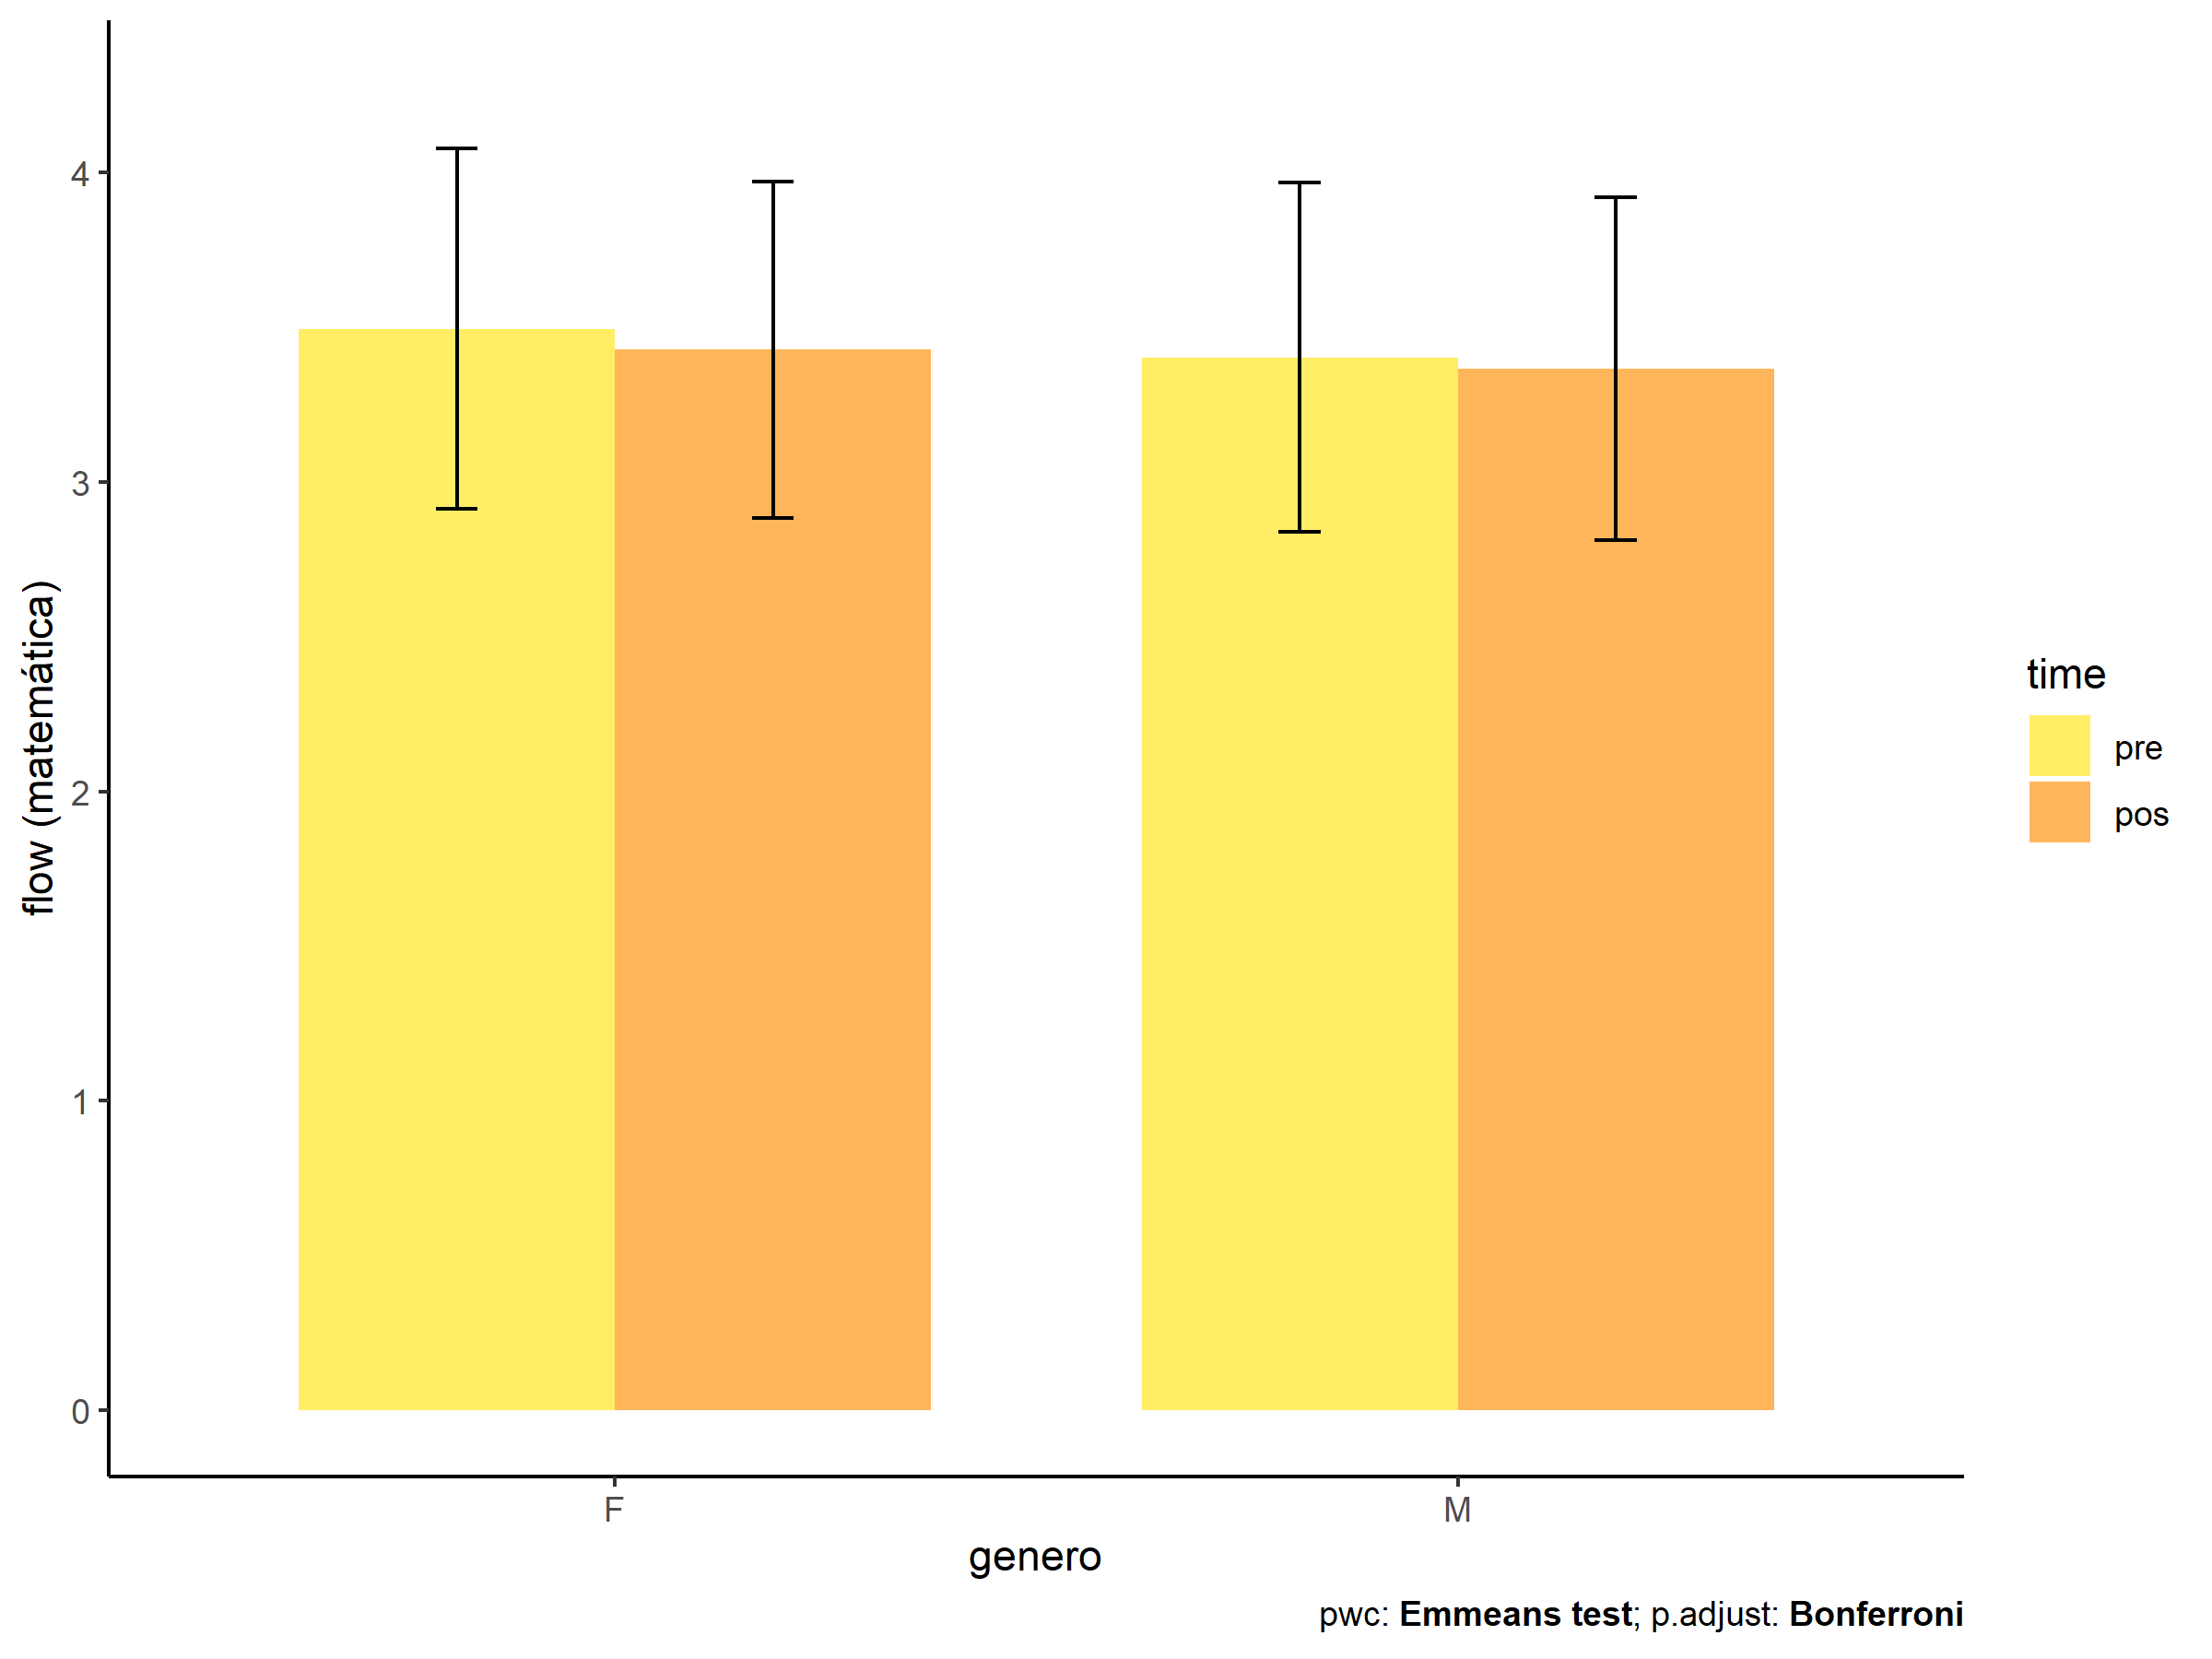 flow (matemática)
4
3
2
1
0
F
M
genero
time
pre
pos
pwc: Emmeans test; p.adjust: Bonferroni